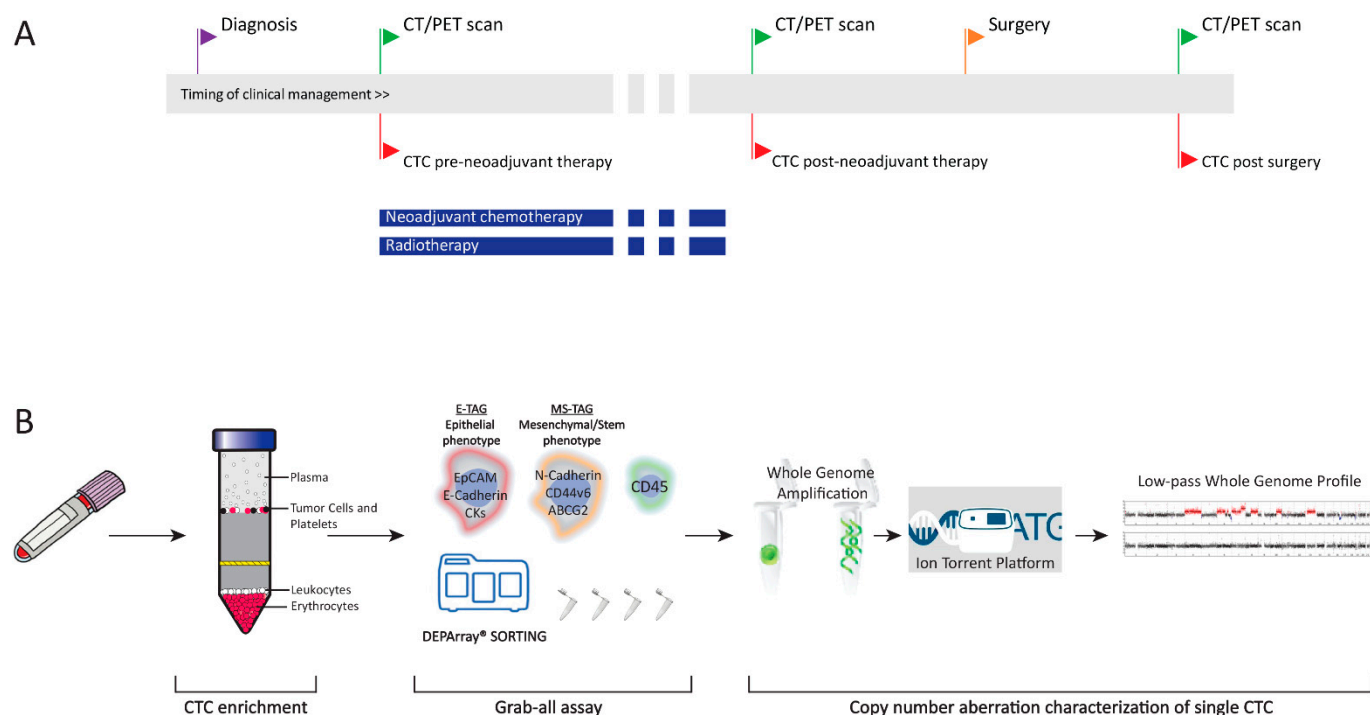 A
Diagnosis
CT/PET scan
CT/PET scan
Surgery
CT/PET scan
Timing of clinical management >>
CTC pre-neoadjuvant therapy
CTC post-neoadjuvant therapy
CTC post surgery
Neoadjuvant chemotherapy
Radiotherapy
B
Plasma
Tumor Cells and
Platelets
Leukocytes
Erythrocytes
CTC enrichment
E-TAG
Epithelial
phenotype
EpCAM
E-Cadherin
CKs
MS-TAG
Mesenchymal/Stem
phenotype
N-Cadherin
CD44v6
ABCG2
CD45
DEPArray® SORTING
Grab-all assay
Whole Genome
Amplification
ATG
Ion Torrent Platform
Low-pass Whole Genome Profile
Copy number aberration characterization of single CTC